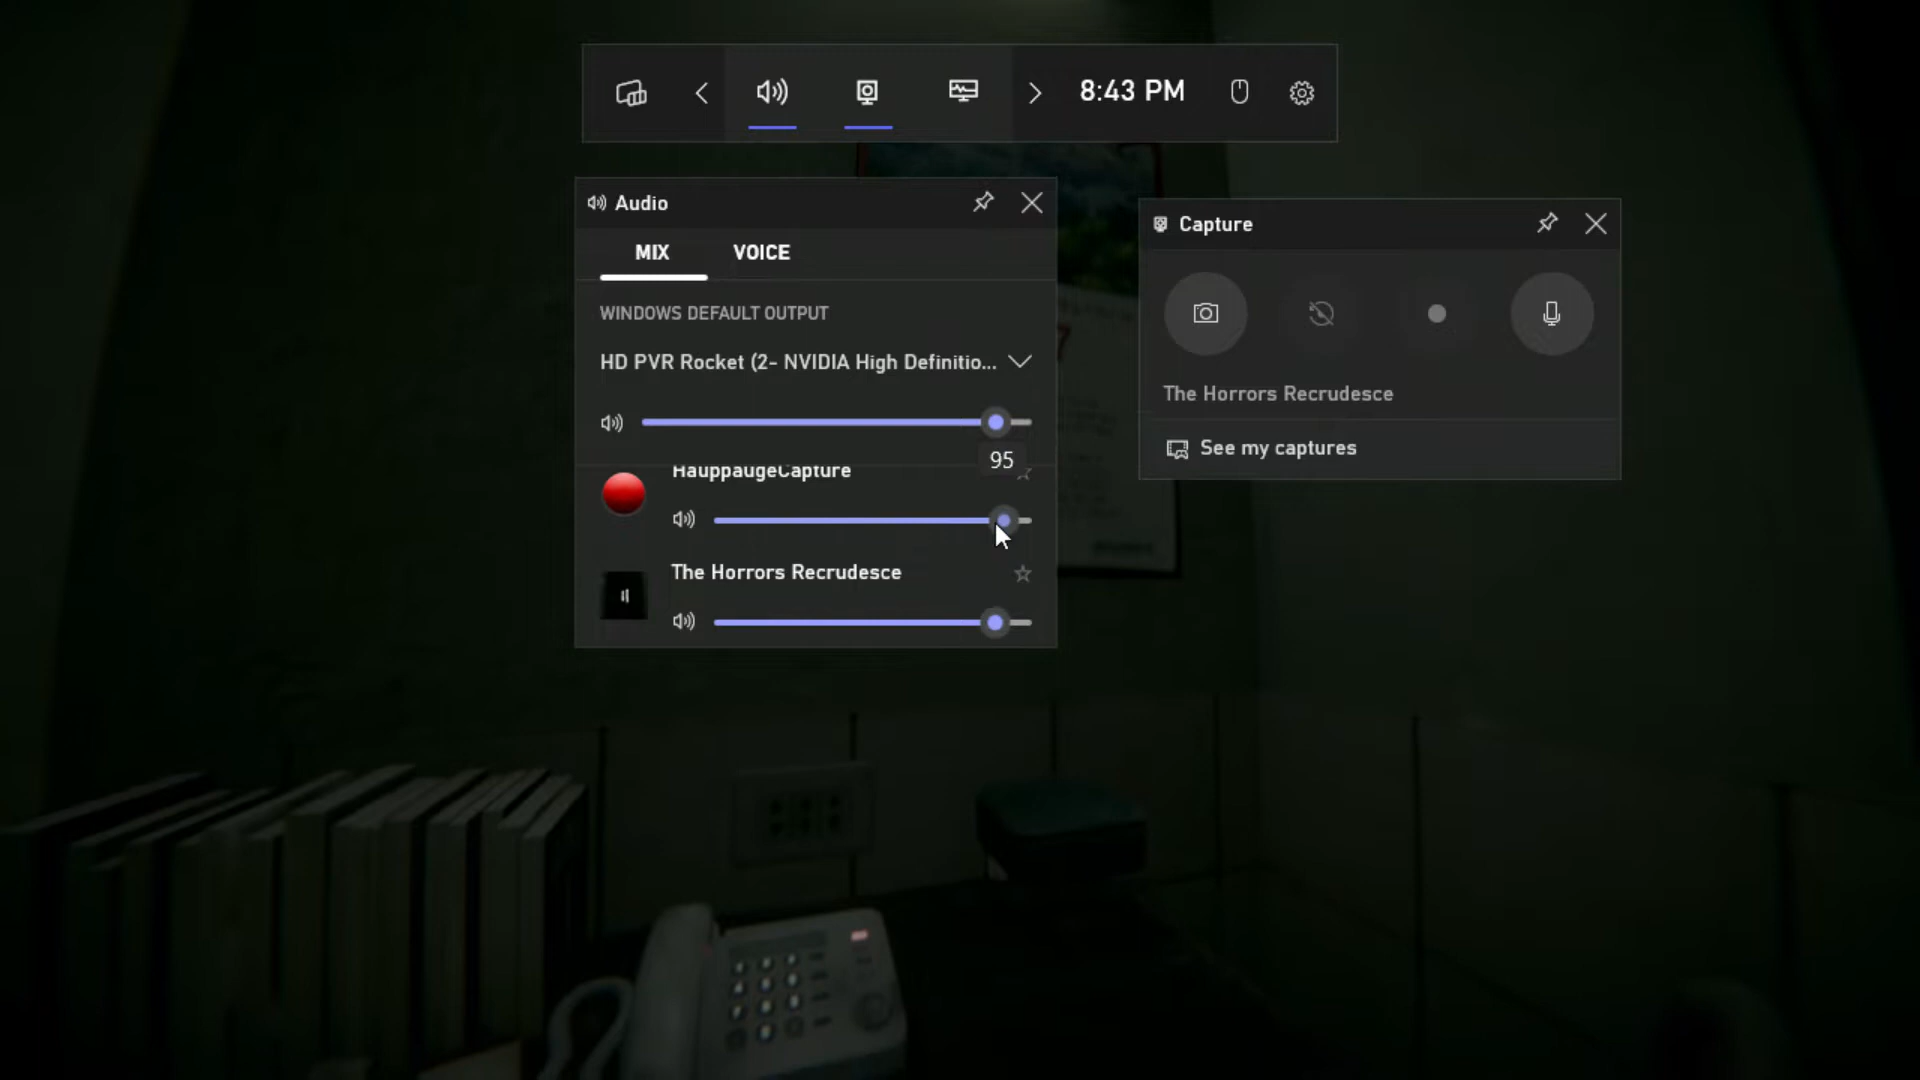 8:43 PM
Audio
MIX VOICE
WINDOWS DEFAULT OUTPUT
HD PVR Rocket (2- NVIDIA High Definitio...
95
HauppaugeCapture
The Horrors Recrudesce
Capture
The Horrors Recrudesce
See my captures